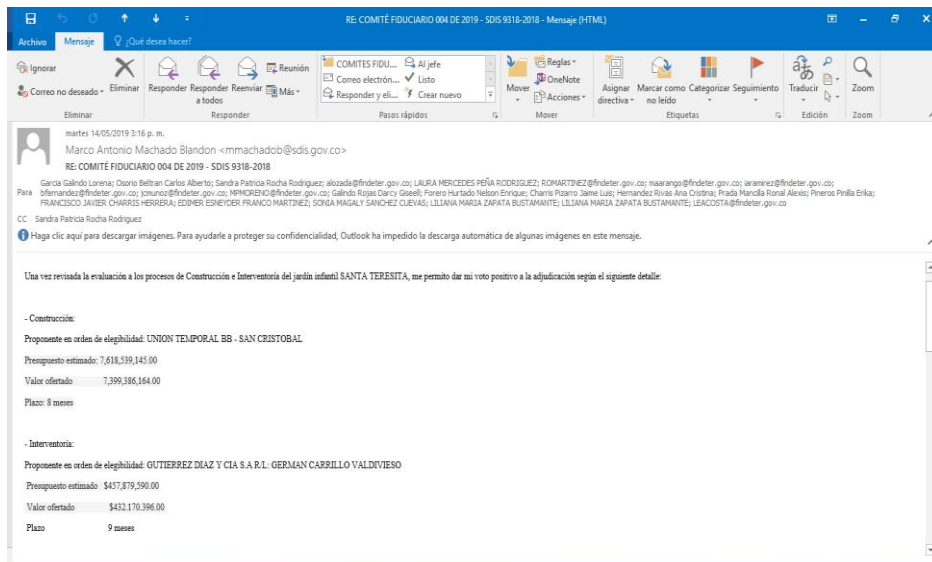 RE: COMITÉ FIDUCIARIO 004 DE 2019 - SDIS 9318-2018 - Mensaje (HTML)
Archivo Mensaje ¿Qué desea hacer?
Ignorar
Correo no deseado
Eliminar
Responder Responder a todos Reenviar
Reunión
Más
COMITES FIDU... Al jefe
Correo electrón... Listo
Responder y eli... Crear nuevo
Mover
Reglas
OneNote
Acciones
Asignar directiva
Marcar como no leído
Categorizar Seguimiento
Traducir
Zoom
Eliminar Responder Pasos rápidos Mover Etiquetas Edición Zoom
martes 14/05/2019 3:16 p. m.
Marco Antonio Machado Blandon <mmachadob@sdis.gov.co>
RE: COMITÉ FIDUCIARIO 004 DE 2019 - SDIS 9318-2018
Garcia Galindo Lorena; Osorio Beltran Carlos Alberto; Sandra Patricia Rocha Rodriguez; alozada@findeter.gov.co; LAURA MERCEDES PEÑA RODRIGUEZ; ROMARTINEZ@findeter.gov.co; maarango@findeter.gov.co; iaramirez@findeter.gov.co;
Para bfernandez@findeter.gov.co; jcmunoz@findeter.gov.co; MPMORENO@findeter.gov.co; Galindo Rojas Darcy Giseell; Forero Hurtado Nelson Enrique; Charris Pizarro Jaime Luis; Hernandez Rivas Ana Cristina; Prada Mancilla Ronal Alexis; Pineros Pinilla Erika;
FRANCISCO JAVIER CHARRIS HERRERA; EDIMER ESNEYDER FRANCO MARTINEZ; SONIA MAGALY SANCHEZ CUEVAS; LILIANA MARIA ZAPATA BUSTAMANTE; LILIANA MARIA ZAPATA BUSTAMANTE; LEACOSTA@findeter.gov.co
CC Sandra Patricia Rocha Rodriguez
Haga clic aquí para descargar imágenes. Para ayudarle a proteger su confidencialidad, Outlook ha impedido la descarga automática de algunas imágenes en este mensaje.
Una vez revisada la evaluación a los procesos de Construcción e Interventoría del jardín infantil SANTA TERESITA, me permito dar mi voto positivo a la adjudicación según el siguiente detalle:
- Construcción:
Proponente en orden de elegibilidad: UNION TEMPORAL BB - SAN CRISTOBAL
Presupuesto estimado: 7,618,539,145.00
Valor ofertado 7,399,386,164.00
Plazo: 8 meses
- Interventoría:
Proponente en orden de elegibilidad: GUTIERREZ DIAZ Y CIA S.A R/L: GERMAN CARRILLO VALDIVIESO
Presupuesto estimado $457,879,590.00
Valor ofertado $432.170.396.00
Plazo 9 meses